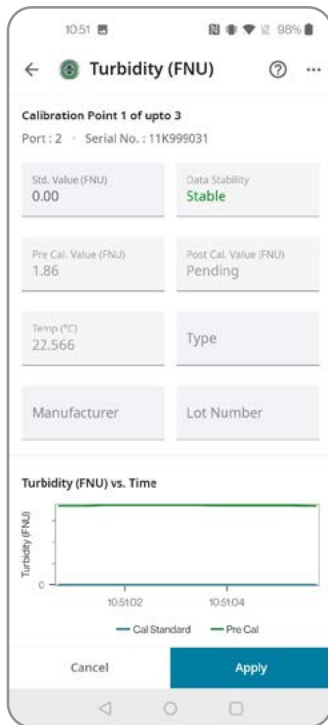 10:51 98%
Turbidity (FNU)
Calibration Point 1 of upto 3
Port : 2 · Serial No. : 11K999031
Std. Value (FNU) Data Stability
0.00 Stable
Pre Cal. Value (FNU) Post Cal. Value (FNU)
1.86 Pending
Temp (°C) Type
22.566
Manufacturer Lot Number
Turbidity (FNU) vs. Time
Turbidity (FNU)
0
10:51:02 10:51:04
Cal Standard Pre Cal
Cancel Apply